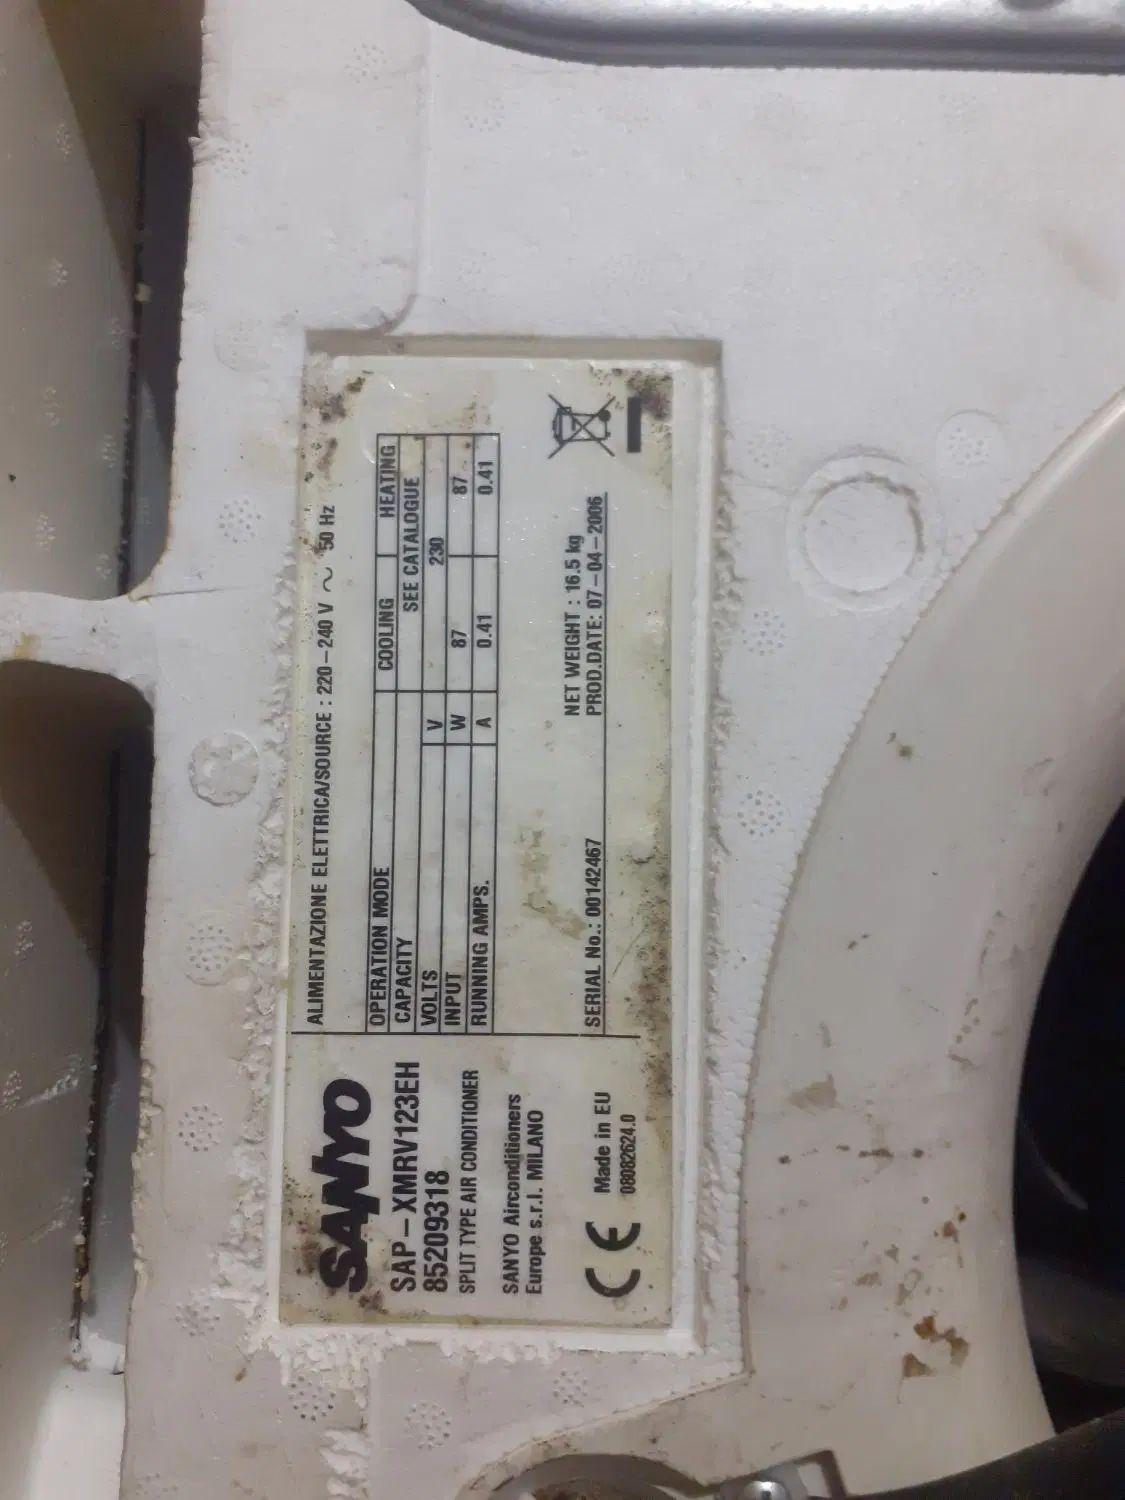 SANYO
SAP-XMRV123EH
85209318
SPLIT TYPE AIR CONDITIONER
SANYO Airconditioners
Europe s.r.l. MILANO
CE
Made in EU
08082624.0
ALIMENTAZIONE ELETTRICA/SOURCE : 220-240 V ~ 50 Hz
OPERATION MODE COOLING HEATING
CAPACITY SEE CATALOGUE
VOLTS V 230
INPUT W 87 87
RUNNING AMPS. A 0.41 0.41
NET WEIGHT : 16.5 kg
SERIAL No.: 00142467 PROD.DATE: 07-04-2006